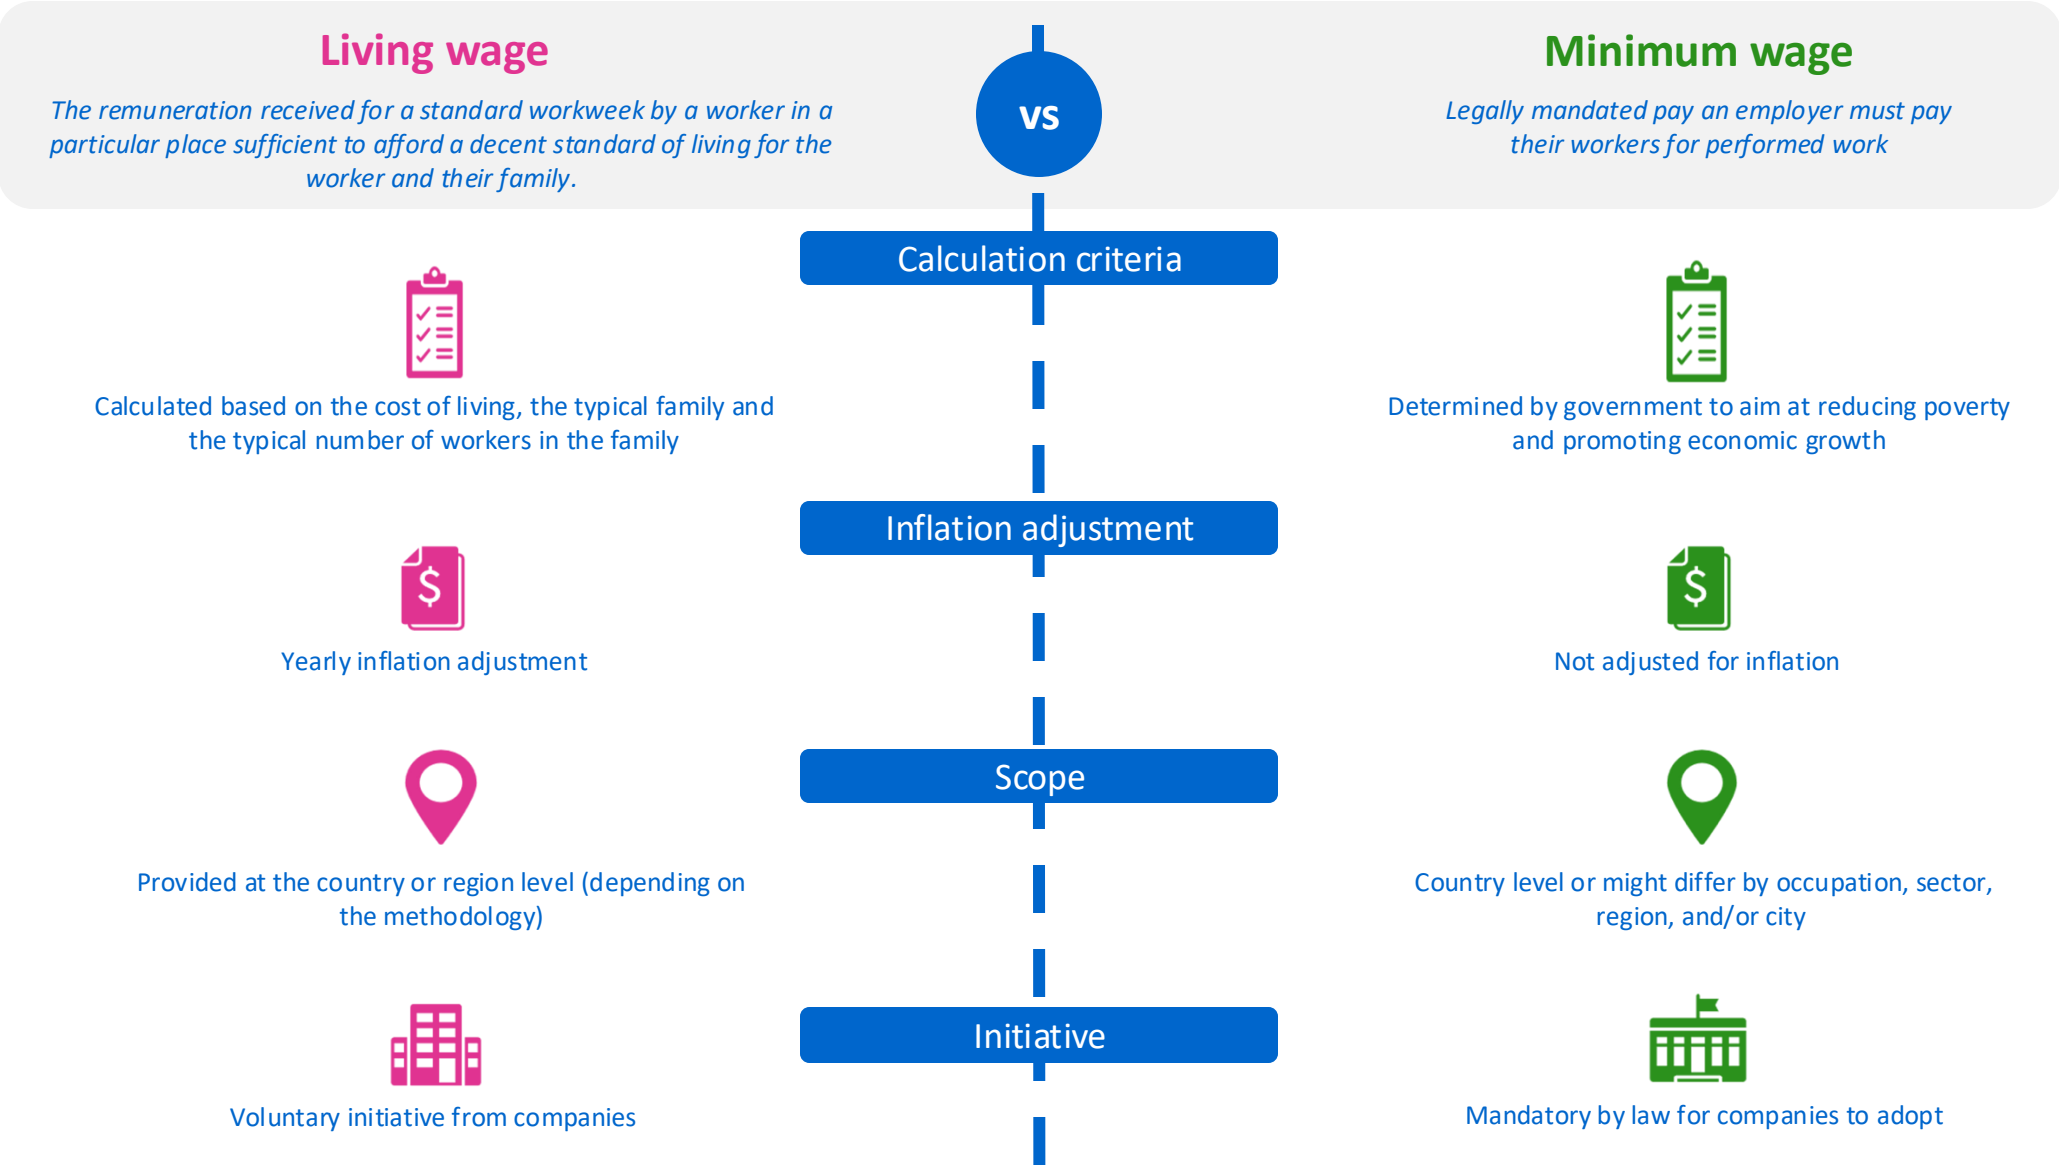 Living wage
The remuneration received for a standard workweek by a worker in a
particular place sufficient to afford a decent standard of living for the
worker and their family.
vs
Minimum wage
Legally mandated pay an employer must pay
their workers for performed work
Calculation criteria
Calculated based on the cost of living, the typical family and
the typical number of workers in the family
Determined by government to aim at reducing poverty
and promoting economic growth
Inflation adjustment
$
Yearly inflation adjustment
$
Not adjusted for inflation
Scope
Provided at the country or region level (depending on
the methodology)
Country level or might differ by occupation, sector,
region, and/or city
Initiative
Voluntary initiative from companies
Mandatory by law for companies to adopt